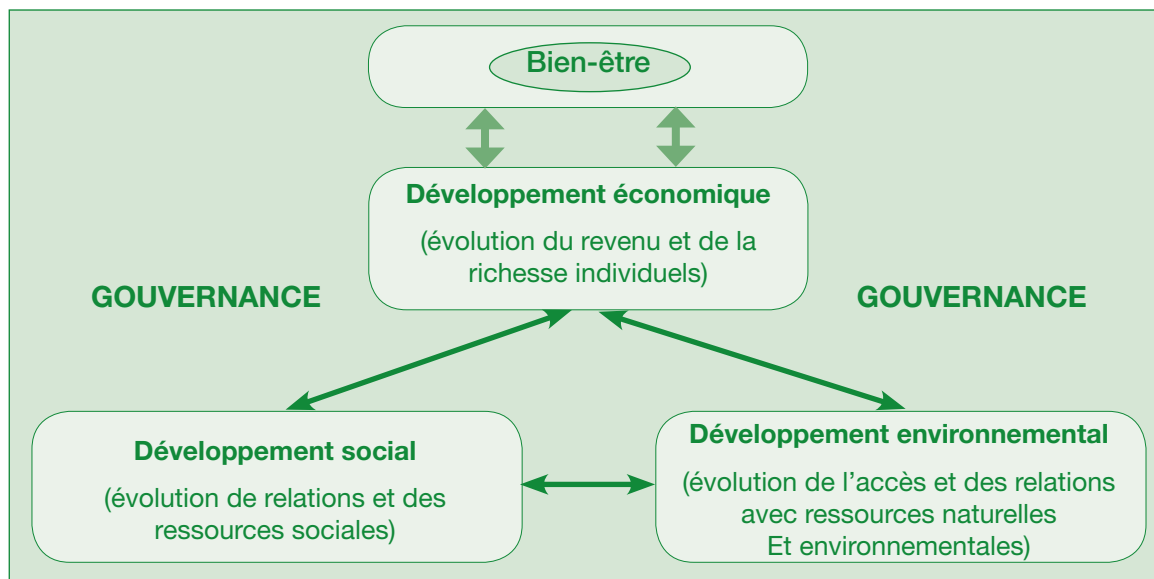 Bien-être
Développement économique
(évolution du revenu et de la
richesse individuels)
GOUVERNANCE
GOUVERNANCE
Développement social
(évolution de relations et des
ressources sociales)
Développement environnemental
(évolution de l'accès et des relations
avec ressources naturelles
Et environnementales)